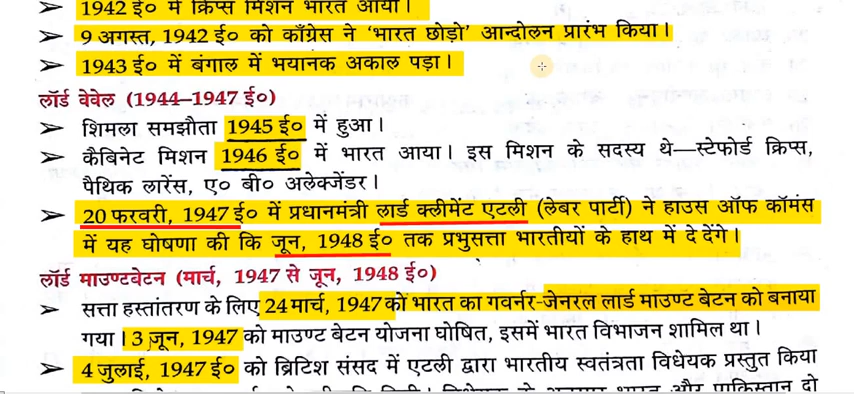 ➤ 1942 ई० में क्रिप्स मिशन भारत आया।
➤ 9 अगस्त, 1942 ई० को काँग्रेस ने 'भारत छोड़ो' आन्दोलन प्रारंभ किया।
➤ 1943 ई० में बंगाल में भयानक अकाल पड़ा।
लॉर्ड वेवेल (1944–1947 ई०)
➤ शिमला समझौता 1945 ई० में हुआ।
➤ कैबिनेट मिशन 1946 ई० में भारत आया। इस मिशन के सदस्य थे—स्टेफोर्ड क्रिप्स,
पैथिक लारेंस, ए० बी० अलेक्जेंडर।
➤ 20 फरवरी, 1947 ई० में प्रधानमंत्री लार्ड क्लीमेंट एटली (लेबर पार्टी) ने हाउस ऑफ कॉमंस
में यह घोषणा की कि जून, 1948 ई० तक प्रभुसत्ता भारतीयों के हाथ में दे देंगे।
लॉर्ड माउण्टबेटन (मार्च, 1947 से जून, 1948 ई०)
➤ सत्ता हस्तांतरण के लिए 24 मार्च, 1947 को भारत का गवर्नर-जेनरल लार्ड माउण्ट बेटन को बनाया
गया। 3 जून, 1947 को माउण्ट बेटन योजना घोषित, इसमें भारत विभाजन शामिल था।
➤ 4 जुलाई, 1947 ई० को ब्रिटिश संसद में एटली द्वारा भारतीय स्वतंत्रता विधेयक प्रस्तुत किया
भारत और पाकिस्तान दो